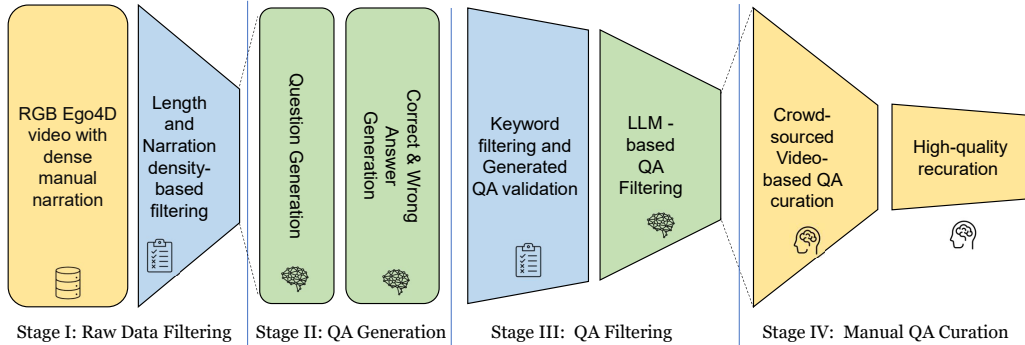 RGB Ego4D
video with
dense
manual
narration
Length
and
Narration
density-
based
filtering
Question Generation
Correct & Wrong
Answer
Generation
Keyword
filtering and
Generated
QA validation
LLM -
based
QA
Filtering
Crowd-
sourced
Video-
based QA
curation
High-quality
recuration
Stage I: Raw Data Filtering
Stage II: QA Generation
Stage III: QA Filtering
Stage IV: Manual QA Curation